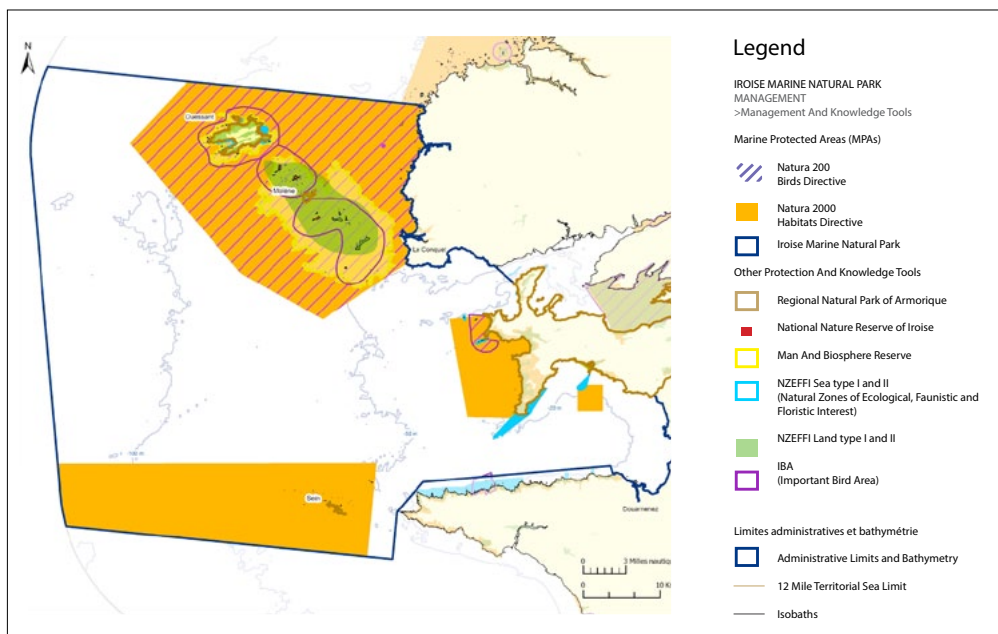 N
Ouessant
Molène
Le Conquet
Sein
Douarnenez
3 Milles nautiq
0
0
10 K
Legend
IROISE MARINE NATURAL PARK
MANAGEMENT
>Management And Knowledge Tools
Marine Protected Areas (MPAs)
Natura 200
Birds Directive
Natura 2000
Habitats Directive
Iroise Marine Natural Park
Other Protection And Knowledge Tools
Regional Natural Park of Armorique
National Nature Reserve of Iroise
Man And Biosphere Reserve
NZEFFI Sea type I and II
(Natural Zones of Ecological, Faunistic and
Floristic Interest)
NZEFFI Land type I and II
IBA
(Important Bird Area)
Limites administratives et bathymétrie
Administrative Limits and Bathymetry
12 Mile Territorial Sea Limit
Isobaths